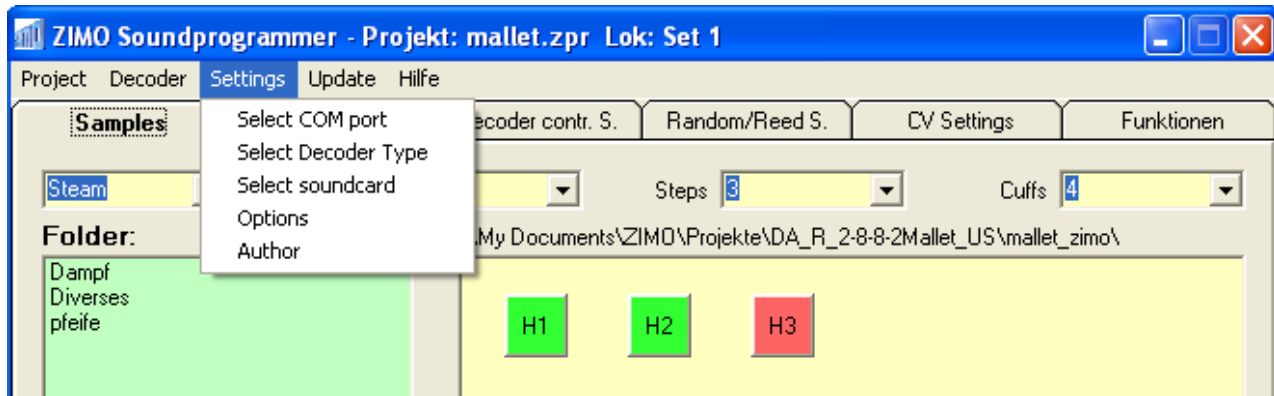 ZIMO Soundprogrammer - Projekt: mallet.zpr Lok: Set 1
Project Decoder Settings Update Hilfe
Samples ecoder contr. S. Random/Reed S. CV Settings Funktionen
Select COM port
Select Decoder Type
Select soundcard
Options
Author
Steam Steps 3 Cuffs 4
Folder: .My Documents\ZIMO\Projekte\DA_R_2-8-8-2Mallet_US\mallet_zimo\
Dampf
Diverses
pfeife
H1 H2 H3